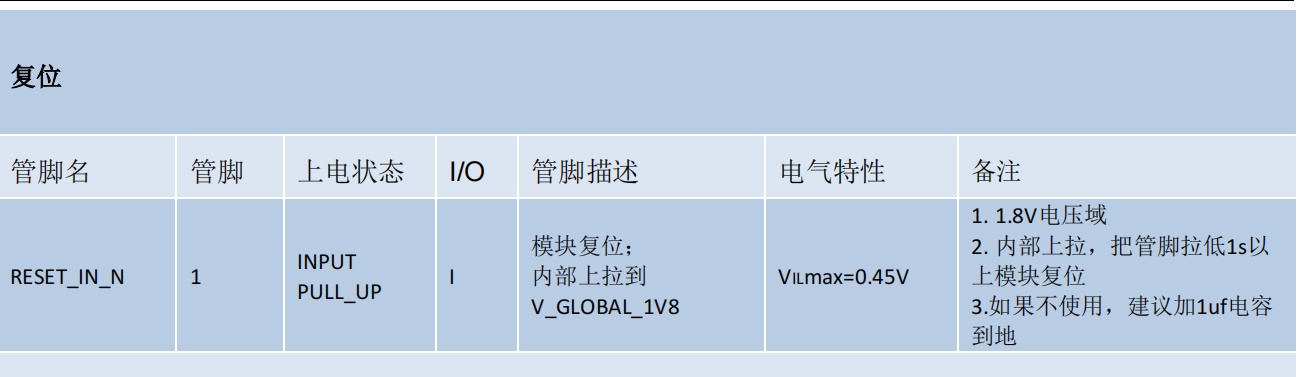 复位
管脚名 管脚 上电状态 I/O 管脚描述 电气特性 备注
RESET_IN_N 1 INPUT PULL_UP I 模块复位; 内部上拉到 V_GLOBAL_1V8 VILmax=0.45V
1. 1.8V电压域
2. 内部上拉，把管脚拉低1s以
上模块复位
3.如果不使用，建议加1uf电容
到地